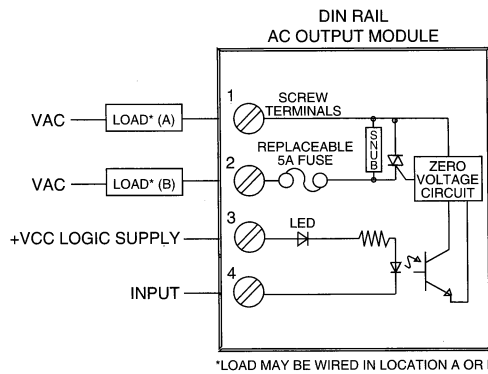 DIN RAIL
AC OUTPUT MODULE
1
SCREW
TERMINALS
VAC
LOAD* (A)
SNUB
REPLACEABLE
5A FUSE
2
ZERO
VOLTAGE
CIRCUIT
VAC
LOAD* (B)
3
LED
+VCC LOGIC SUPPLY
4
INPUT
*LOAD MAY BE WIRED IN LOCATION A OR